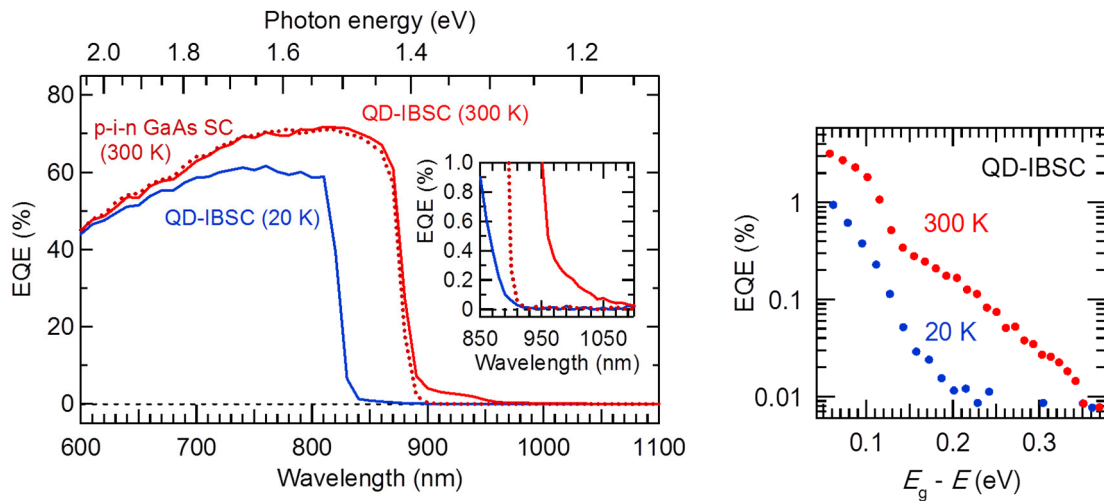 Photon energy (eV)
2.0 1.8 1.6 1.4 1.2
80
60
40
20
0
EQE (%)
p-i-n GaAs SC
(300 K)
QD-IBSC (300 K)
QD-IBSC (20 K)
1.0
0.8
0.6
0.4
0.2
0
EQE (%)
850 950 1050
Wavelength (nm)
600 700 800 900 1000 1100
Wavelength (nm)
QD-IBSC
1
0.1
0.01
EQE (%)
300 K
20 K
0.1 0.2 0.3
Eg - E (eV)